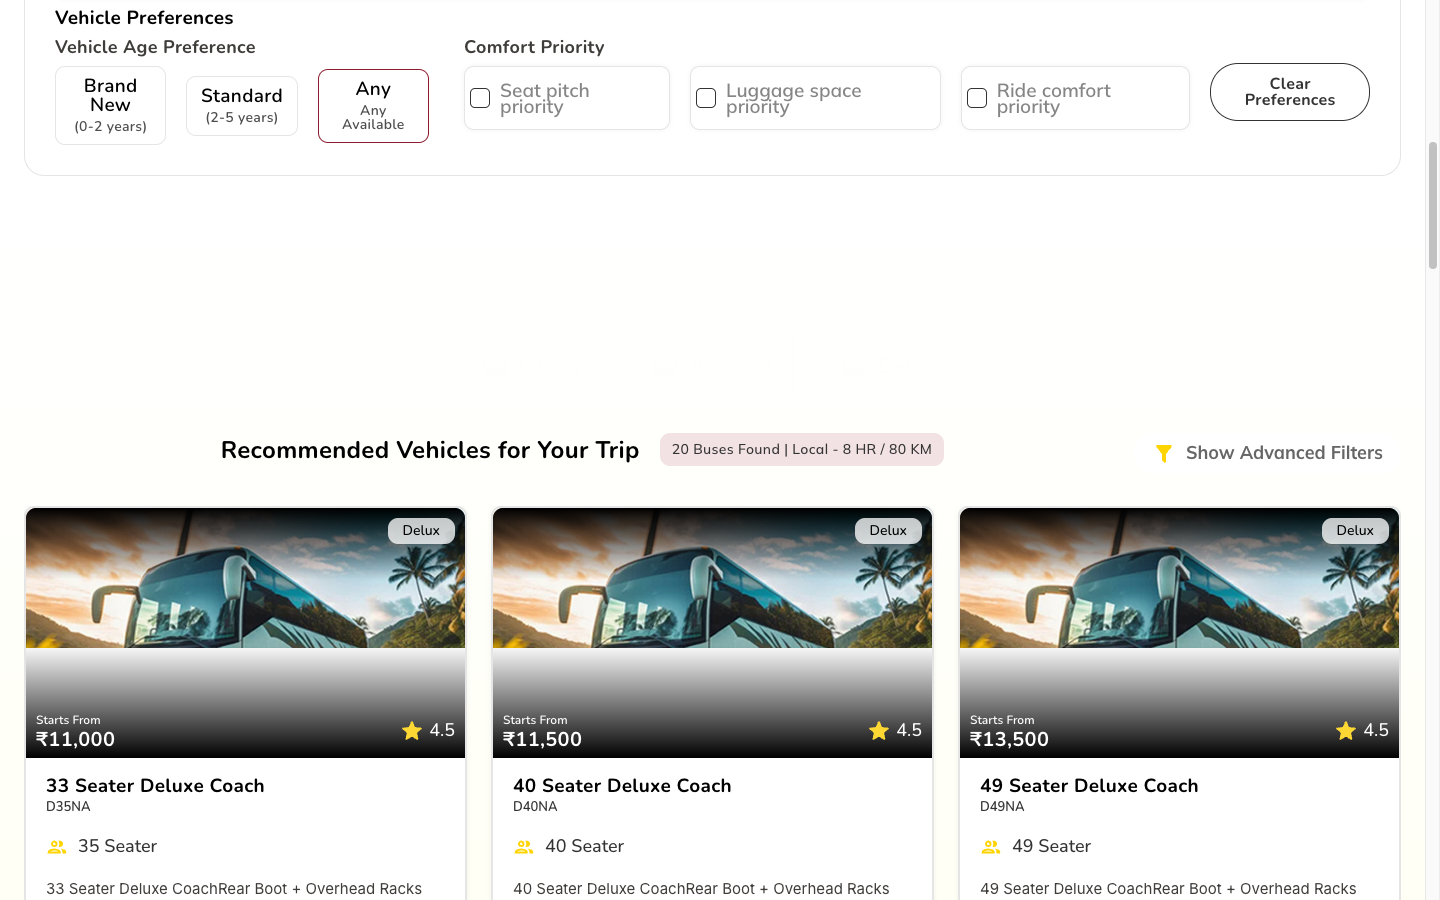 Vehicle Preferences
Vehicle Age Preference
Comfort Priority
Brand
New
(0-2 years)
Standard
(2-5 years)
Any
Any
Available
Seat pitch
priority
Luggage space
priority
Ride comfort
priority
Clear
Preferences
Recommended Vehicles for Your Trip
20 Buses Found | Local - 8 HR / 80 KM
Show Advanced Filters
Delux
Starts From
₹11,000
4.5
33 Seater Deluxe Coach
D35NA
35 Seater
33 Seater Deluxe CoachRear Boot + Overhead Racks
Delux
Starts From
₹11,500
4.5
40 Seater Deluxe Coach
D40NA
40 Seater
40 Seater Deluxe CoachRear Boot + Overhead Racks
Delux
Starts From
₹13,500
4.5
49 Seater Deluxe Coach
D49NA
49 Seater
49 Seater Deluxe CoachRear Boot + Overhead Racks